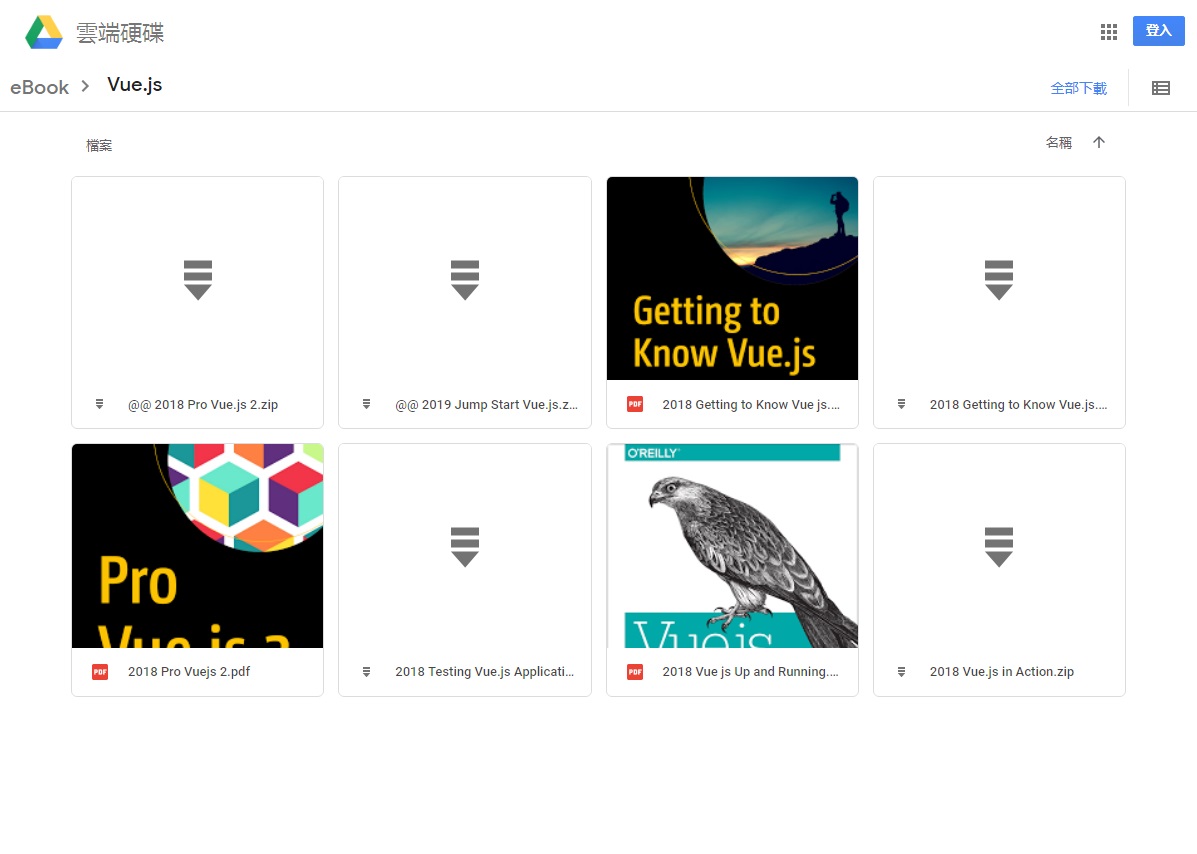 雲端硬碟
登入
eBook
Vue.js
全部下載
檔案
名稱
@@ 2018 Pro Vue.js 2.zip
@@ 2019 Jump Start Vue.js.z...
Getting to
Know Vue.js
PDF
2018 Getting to Know Vue js....
2018 Getting to Know Vue.js....
Pro
Vue.js 2
PDF
2018 Pro Vuejs 2.pdf
2018 Testing Vue.js Applicati...
O'REILLY
Vue.js
PDF
2018 Vue js Up and Running....
2018 Vue.js in Action.zip